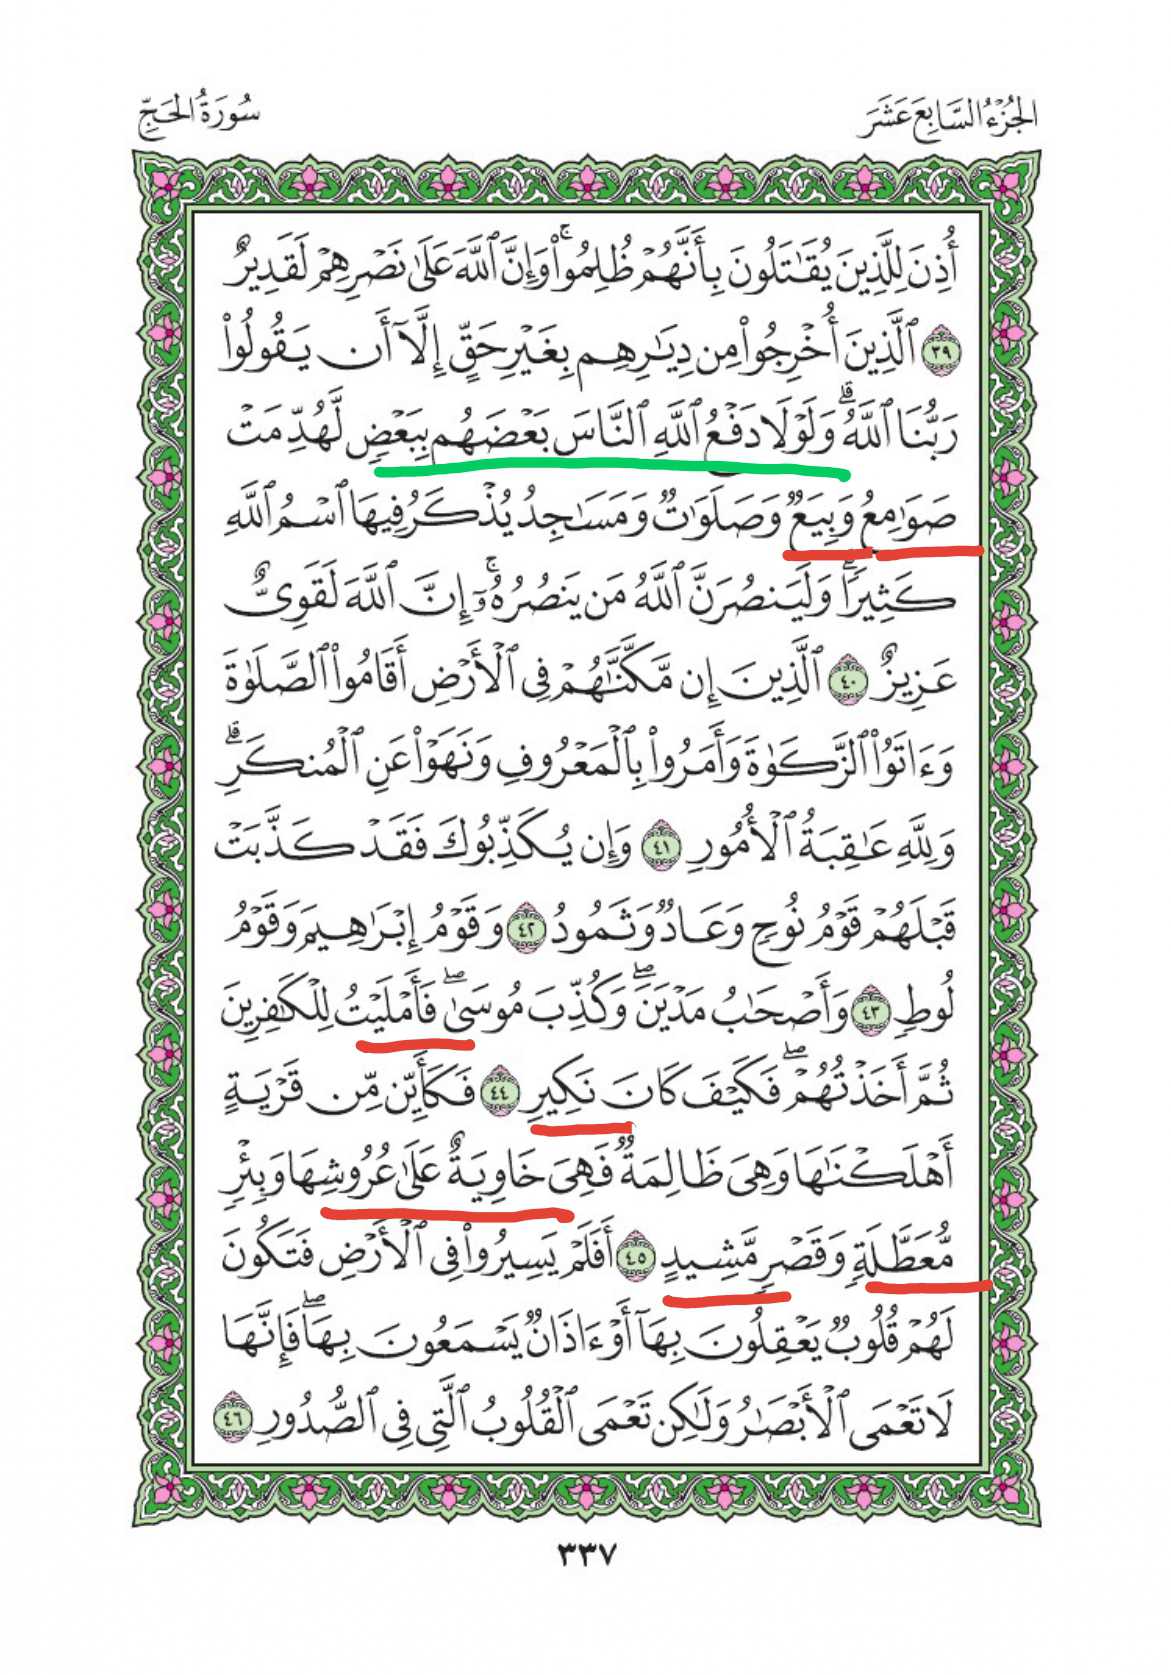 الجُزْءُ السَّابِعَ عَشَرَ
سُورَةُ الحَجِّ
أُذِنَ لِلَّذِينَ يُقَٰتَلُونَ بِأَنَّهُمْ ظُلِمُوا۟ۚ وَإِنَّ ٱللَّهَ عَلَىٰ نَصْرِهِمْ لَقَدِيرٌ
٣٩ ٱلَّذِينَ أُخْرِجُوا۟ مِن دِيَٰرِهِم بِغَيْرِ حَقٍّ إِلَّآ أَن يَقُولُوا۟
رَبُّنَا ٱللَّهُۗ وَلَوْلَا دَفْعُ ٱللَّهِ ٱلنَّاسَ بَعْضَهُم بِبَعْضٍ لَّهُدِّمَتْ
صَوَٰمِعُ وَبِيَعٌ وَصَلَوَٰتٌ وَمَسَٰجِدُ يُذْكَرُ فِيهَا ٱسْمُ ٱللَّهِ
كَثِيرًاۗ وَلَيَنصُرَنَّ ٱللَّهُ مَن يَنصُرُهُۥٓۚ إِنَّ ٱللَّهَ لَقَوِىٌّ
عَزِيزٌ ٤٠ ٱلَّذِينَ إِن مَّكَّنَّٰهُمْ فِى ٱلْأَرْضِ أَقَامُوا۟ ٱلصَّلَوٰةَ
وَءَاتَوُا۟ ٱلزَّكَوٰةَ وَأَمَرُوا۟ بِٱلْمَعْرُوفِ وَنَهَوْا۟ عَنِ ٱلْمُنكَرِۗ
وَلِلَّهِ عَٰقِبَةُ ٱلْأُمُورِ ٤١ وَإِن يُكَذِّبُوكَ فَقَدْ كَذَّبَتْ
قَبْلَهُمْ قَوْمُ نُوحٍ وَعَادٌ وَثَمُودُ ٤٢ وَقَوْمُ إِبْرَٰهِيمَ وَقَوْمُ
لُوطٍ ٤٣ وَأَصْحَٰبُ مَدْيَنَۖ وَكُذِّبَ مُوسَىٰۖ فَأَمْلَيْتُ لِلْكَٰفِرِينَ
ثُمَّ أَخَذْتُهُمْۖ فَكَيْفَ كَانَ نَكِيرِ ٤٤ فَكَأَيِّن مِّن قَرْيَةٍ
أَهْلَكْنَٰهَا وَهِىَ ظَالِمَةٌ فَهِىَ خَاوِيَةٌ عَلَىٰ عُرُوشِهَا وَبِئْرٍ
مُّعَطَّلَةٍ وَقَصْرٍ مَّشِيدٍ ٤٥ أَفَلَمْ يَسِيرُوا۟ فِى ٱلْأَرْضِ فَتَكُونَ
لَهُمْ قُلُوبٌ يَعْقِلُونَ بِهَآ أَوْ ءَاذَانٌ يَسْمَعُونَ بِهَاۖ فَإِنَّهَا
لَا تَعْمَى ٱلْأَبْصَٰرُ وَلَٰكِن تَعْمَى ٱلْقُلُوبُ ٱلَّتِى فِى ٱلصُّدُورِ ٤٦
٣٣٧